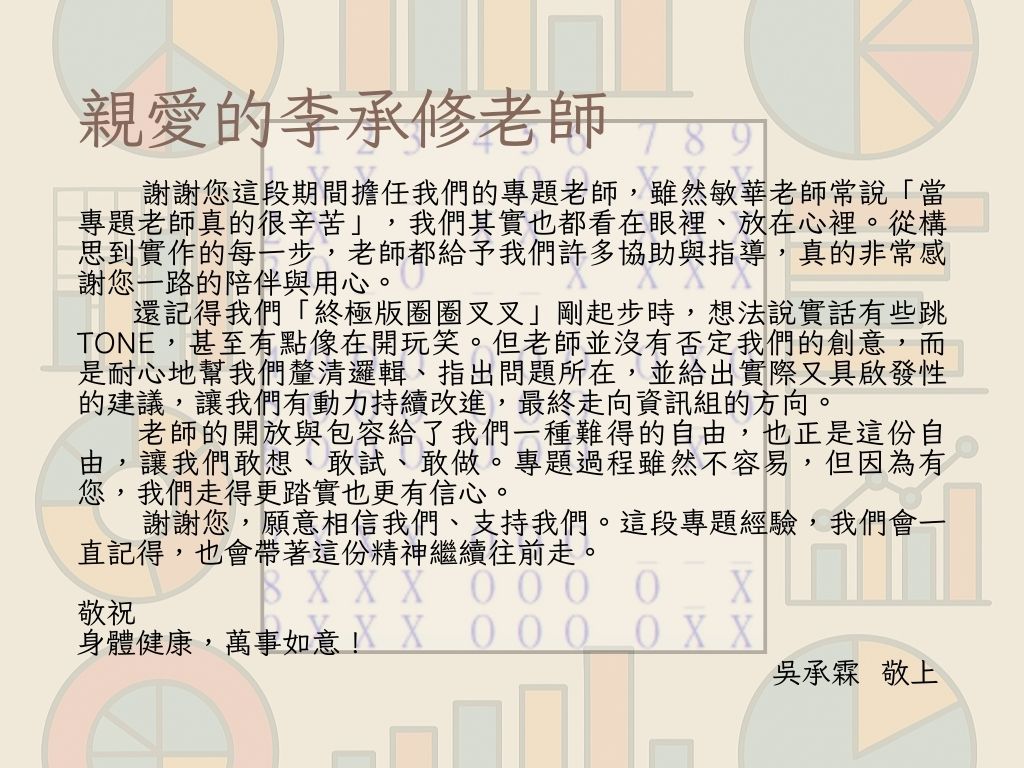 親愛的李承修老師
謝謝您這段期間擔任我們的專題老師，雖然敏華老師常說「當
專題老師真的很辛苦」，我們其實也都看在眼裡、放在心裡。從構
思到實作的每一步，老師都給予我們許多協助與指導，真的非常感
謝您一路的陪伴與用心。
還記得我們「終極版圈圈叉叉」剛起步時，想法說實話有些跳
TONE，甚至有點像在開玩笑。但老師並沒有否定我們的創意，而
是耐心地幫我們釐清邏輯、指出問題所在，並給出實際又具啟發性
的建議，讓我們有動力持續改進，最終走向資訊組的方向。
老師的開放與包容給了我們一種難得的自由，也正是這份自
由，讓我們敢想、敢試、敢做。專題過程雖然不容易，但因為有
您，我們走得更踏實也更有信心。
謝謝您，願意相信我們、支持我們。這段專題經驗，我們會一
直記得，也會帶著這份精神繼續往前走。
敬祝
身體健康，萬事如意！
吳承霖 敬上
1 2 3 4 5 6 7 8 9
8 X X X O O O O _ X
9 X X X O O O O X X